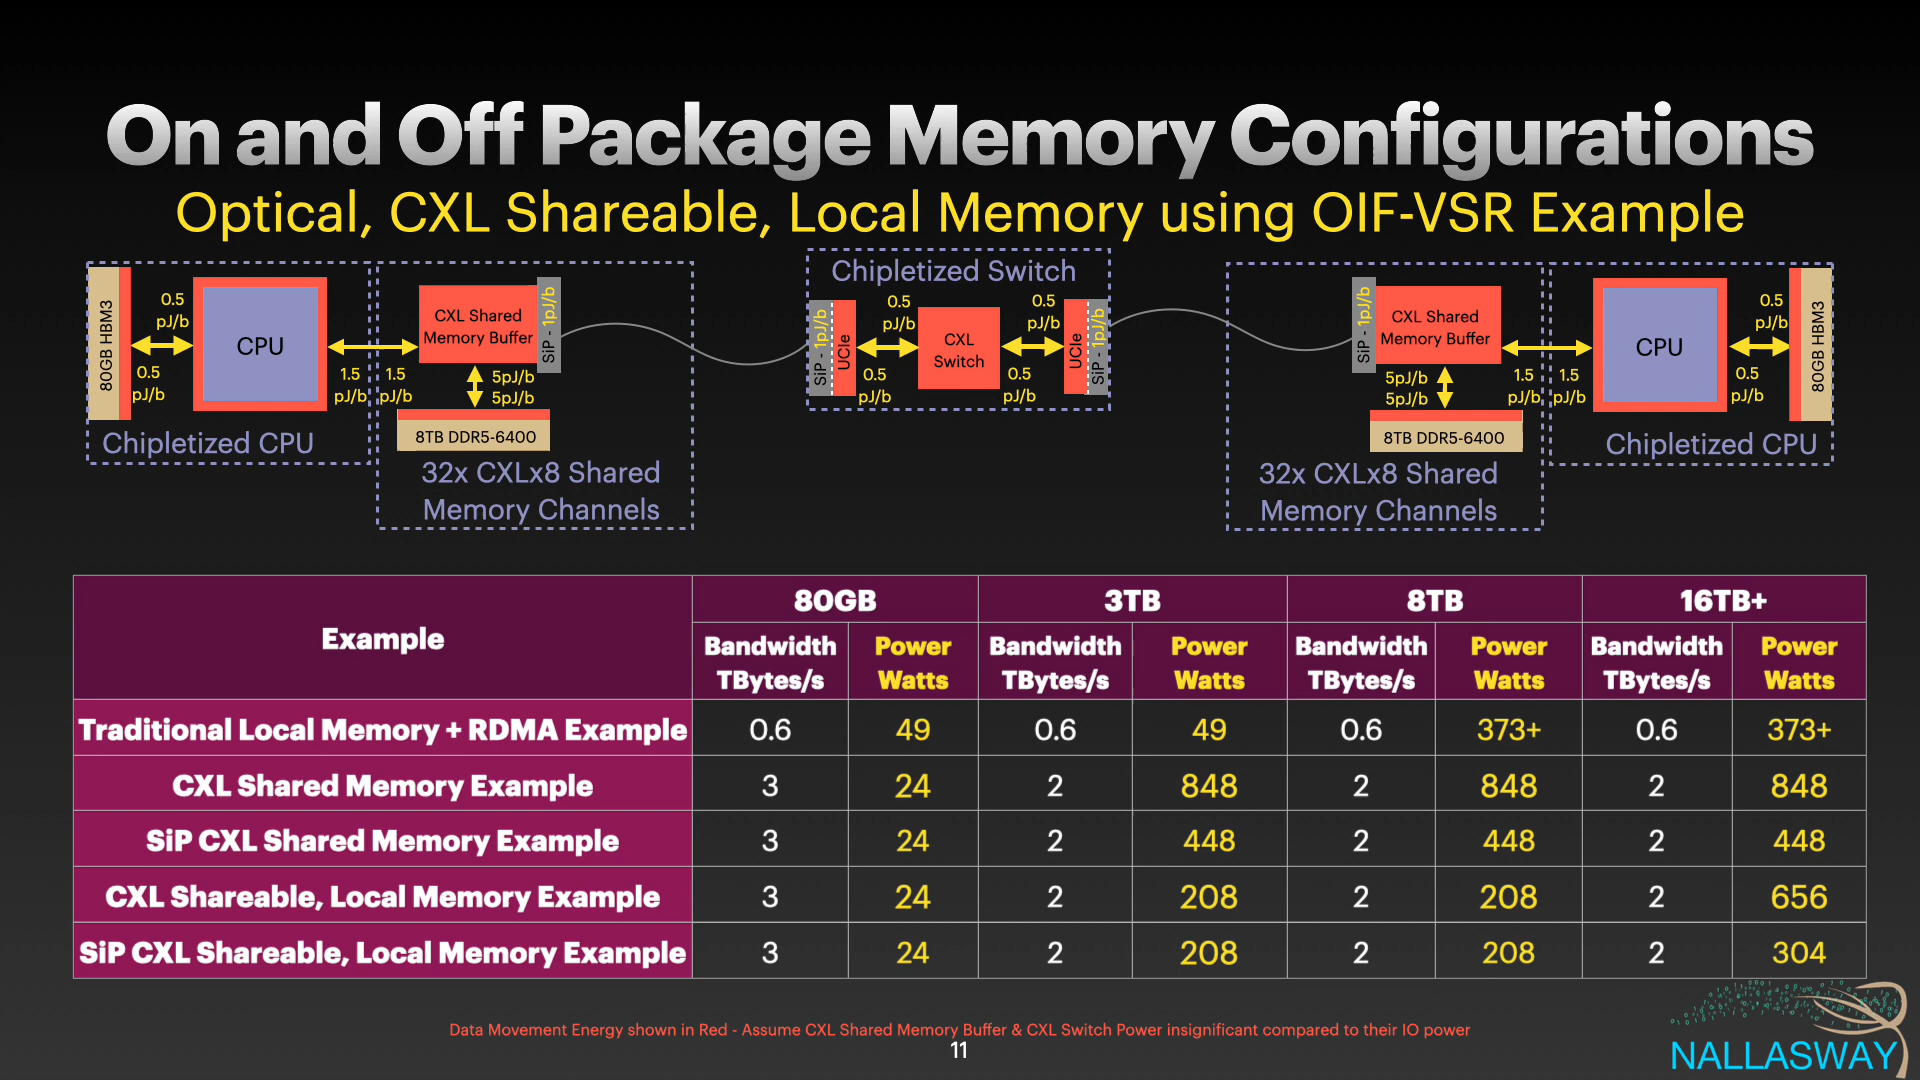 On and Off Package Memory Configurations
Optical, CXL Shareable, Local Memory using OIF-VSR Example
80GB HBM3
0.5
pJ/b
0.5
pJ/b
CPU
1.5
pJ/b
Chipletized CPU
1.5
pJ/b
CXL Shared
Memory Buffer
SiP - 1pJ/b
5pJ/b
5pJ/b
8TB DDR5-6400
32x CXLx8 Shared
Memory Channels
Chipletized Switch
SiP - 1pJ/b
UCIe
0.5
pJ/b
0.5
pJ/b
CXL
Switch
0.5
pJ/b
0.5
pJ/b
UCIe
SiP - 1pJ/b
SiP - 1pJ/b
CXL Shared
Memory Buffer
5pJ/b
5pJ/b
1.5
pJ/b
8TB DDR5-6400
32x CXLx8 Shared
Memory Channels
1.5
pJ/b
CPU
0.5
pJ/b
0.5
pJ/b
80GB HBM3
Chipletized CPU
Example 80GB 3TB 8TB 16TB+
Bandwidth Power Bandwidth Power Bandwidth Power Bandwidth Power
TBytes/s Watts TBytes/s Watts TBytes/s Watts TBytes/s Watts
Traditional Local Memory + RDMA Example 0.6 49 0.6 49 0.6 373+ 0.6 373+
CXL Shared Memory Example 3 24 2 848 2 848 2 848
SiP CXL Shared Memory Example 3 24 2 448 2 448 2 448
CXL Shareable, Local Memory Example 3 24 2 208 2 208 2 656
SiP CXL Shareable, Local Memory Example 3 24 2 208 2 208 2 304
Data Movement Energy shown in Red - Assume CXL Shared Memory Buffer & CXL Switch Power insignificant compared to their IO power
11
NALLASWAY